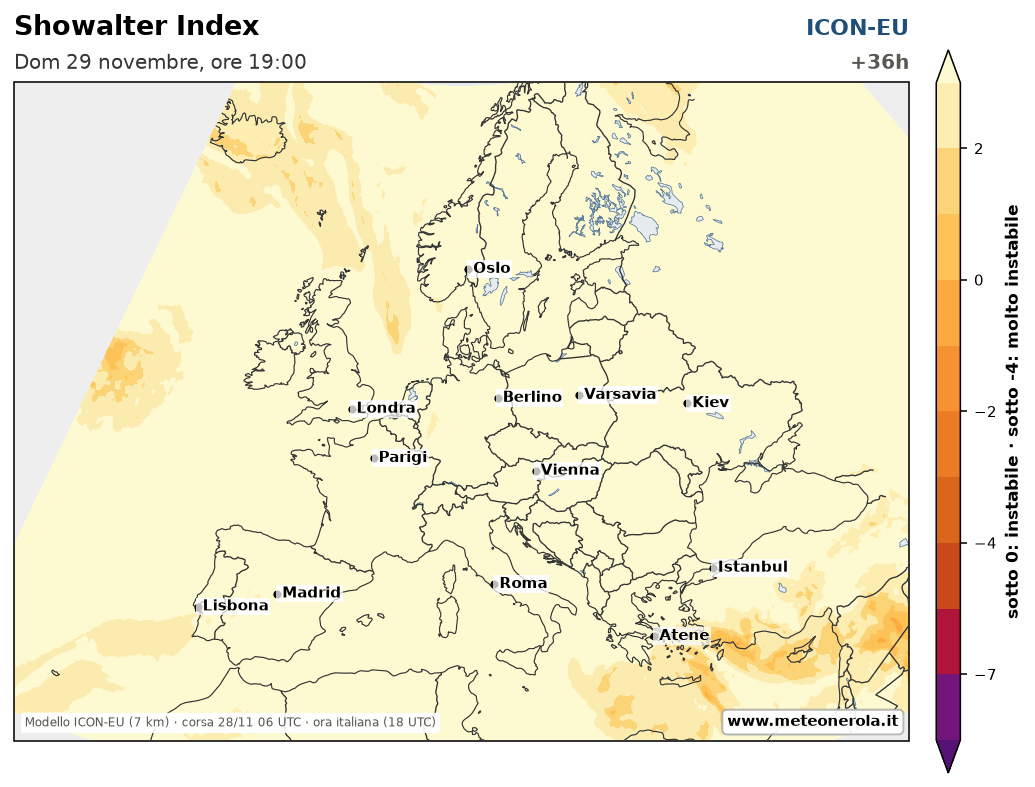 Showalter Index
ICON-EU
Dom 29 novembre, ore 19:00
+36h
Oslo
Berlino
Varsavia
Kiev
Londra
Parigi
Vienna
Istanbul
Roma
Madrid
Lisbona
Atene
Modello ICON-EU (7 km) · corsa 28/11 06 UTC · ora italiana (18 UTC)
www.meteonerola.it
2
0
−2
−4
−7
sotto 0: instabile · sotto -4: molto instabile